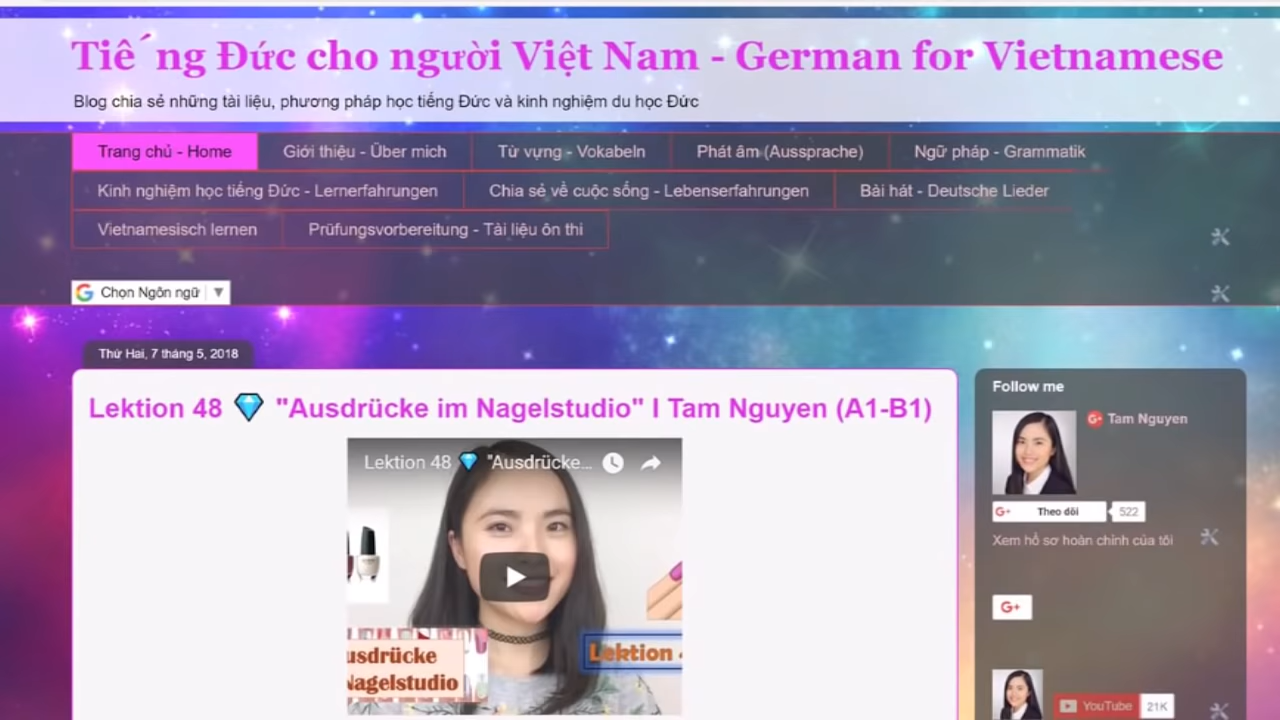 Tiê´ng Đức cho người Việt Nam - German for Vietnamese
Blog chia sẻ những tài liệu, phương pháp học tiếng Đức và kinh nghiệm du học Đức
Trang chủ - Home
Giới thiệu - Über mich
Từ vựng - Vokabeln
Phát âm (Aussprache)
Ngữ pháp - Grammatik
Kinh nghiệm học tiếng Đức - Lernerfahrungen
Chia sẻ về cuộc sống - Lebenserfahrungen
Bài hát - Deutsche Lieder
Vietnamesisch lernen
Prüfungsvorbereitung - Tài liệu ôn thi
G Chọn Ngôn ngữ ▼
Thứ Hai, 7 tháng 5, 2018
Lektion 48 💎 "Ausdrücke im Nagelstudio" I Tam Nguyen (A1-B1)
Lektion 48 💎 "Ausdrücke...
usdrücke
Nagelstudio
Lektion
Follow me
G+ Tam Nguyen
G+ Theo dõi 522
Xem hồ sơ hoàn chỉnh của tôi
G+
YouTube 21K